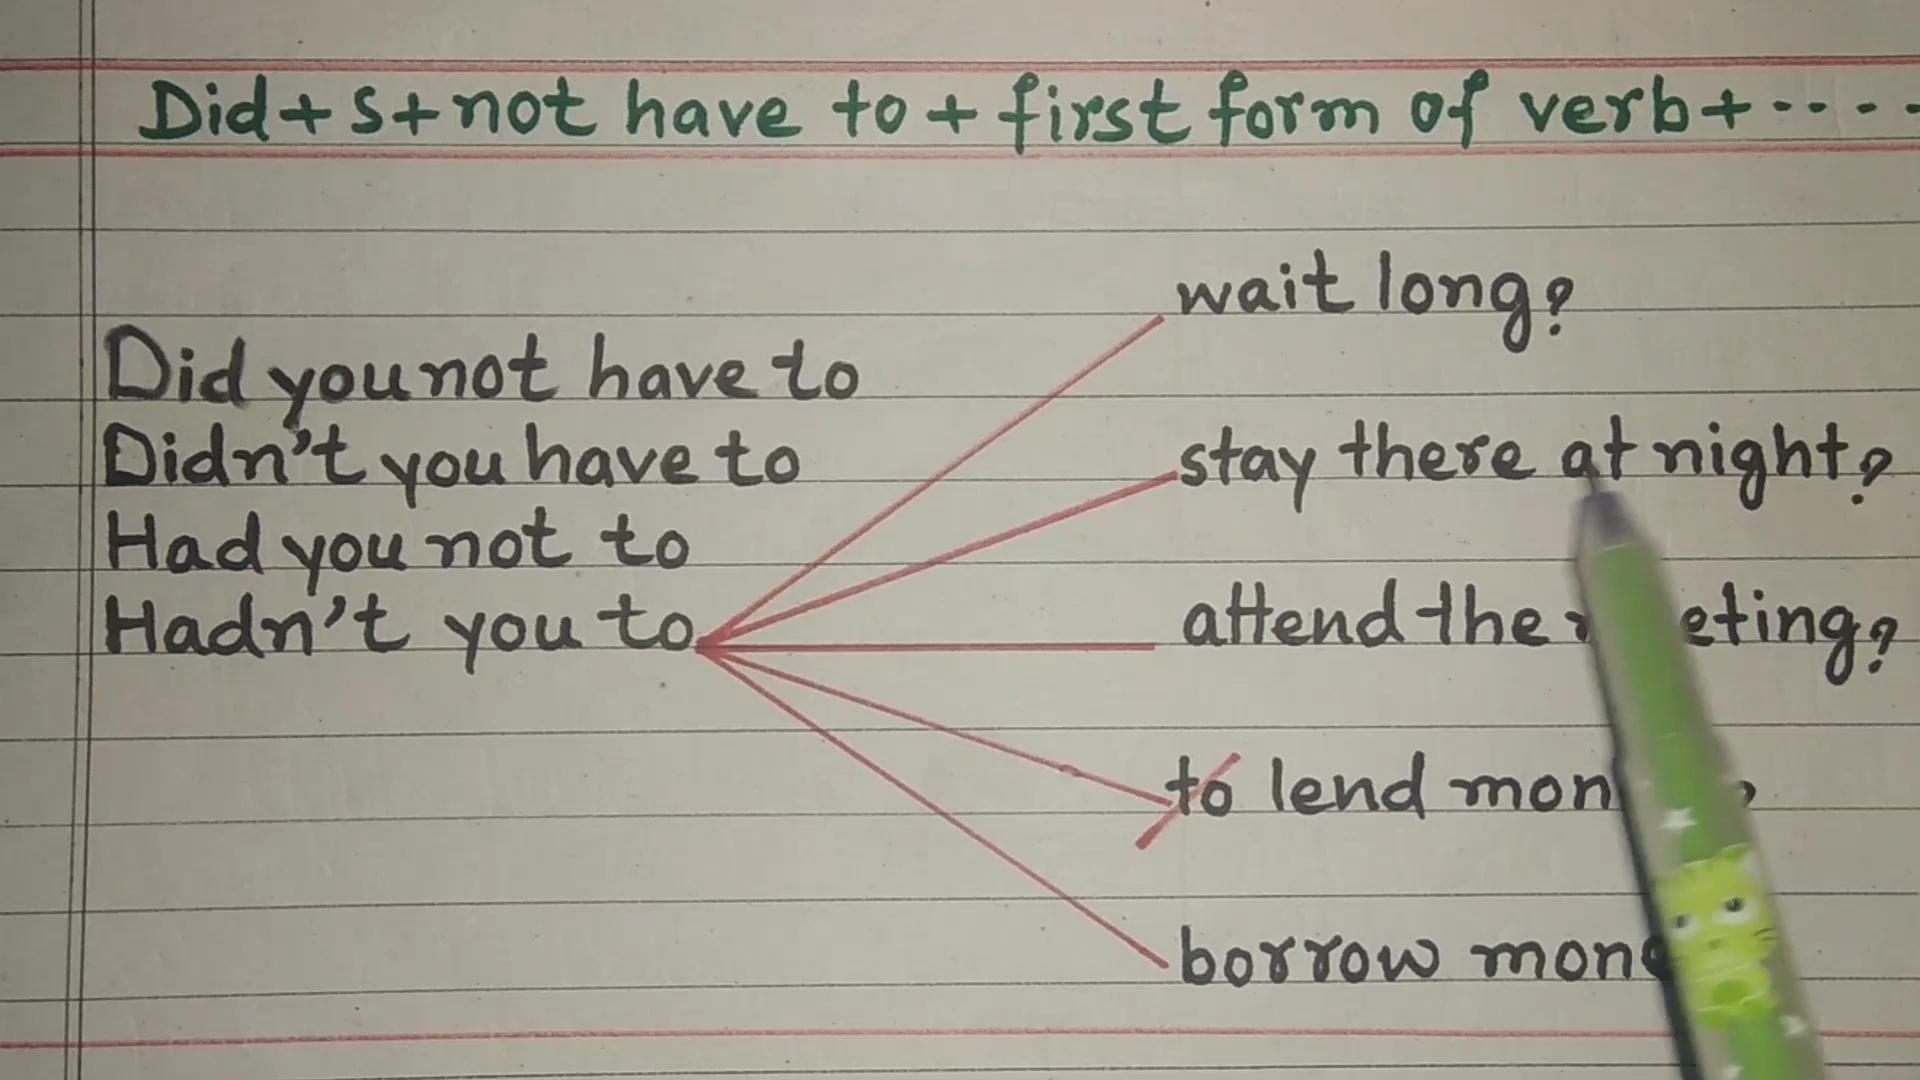 Did + s + not have to + first form of verb + ----
Did you not have to
Didn't you have to
Had you not to
Hadn't you to
wait long?
stay there at night?
attend the
to lend
borrow